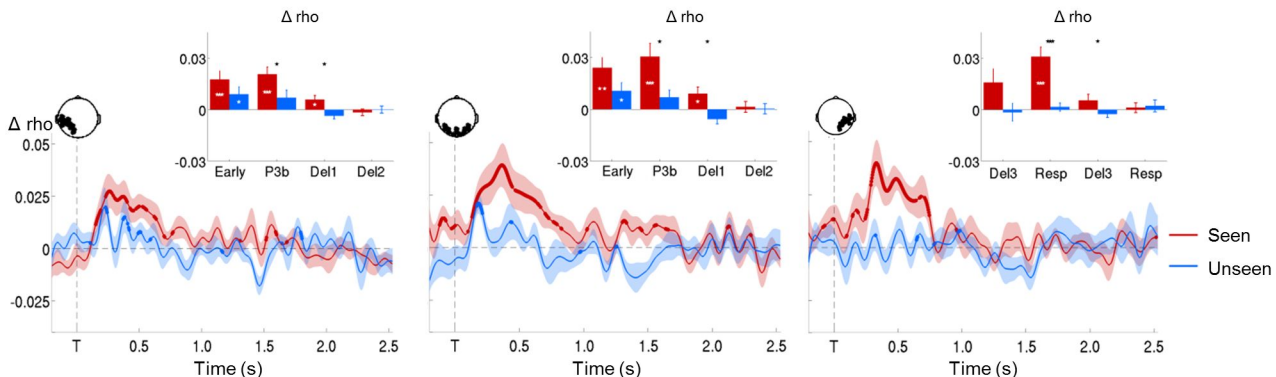 Δ rho
0.03
0
-0.03
Early P3b Del1 Del2
***
*
***
*
*
*
Δ rho
0.05
0.025
0
-0.025
T 0.5 1.0 1.5 2.0 2.5
Time (s)
Δ rho
0.03
0
-0.03
Early P3b Del1 Del2
**
*
***
*
*
*
T 0.5 1.0 1.5 2.0 2.5
Time (s)
Δ rho
0.03
0
-0.03
Del3 Resp Del3 Resp
***
***
*
T 0.5 1.0 1.5 2.0 2.5
Time (s)
Seen
Unseen